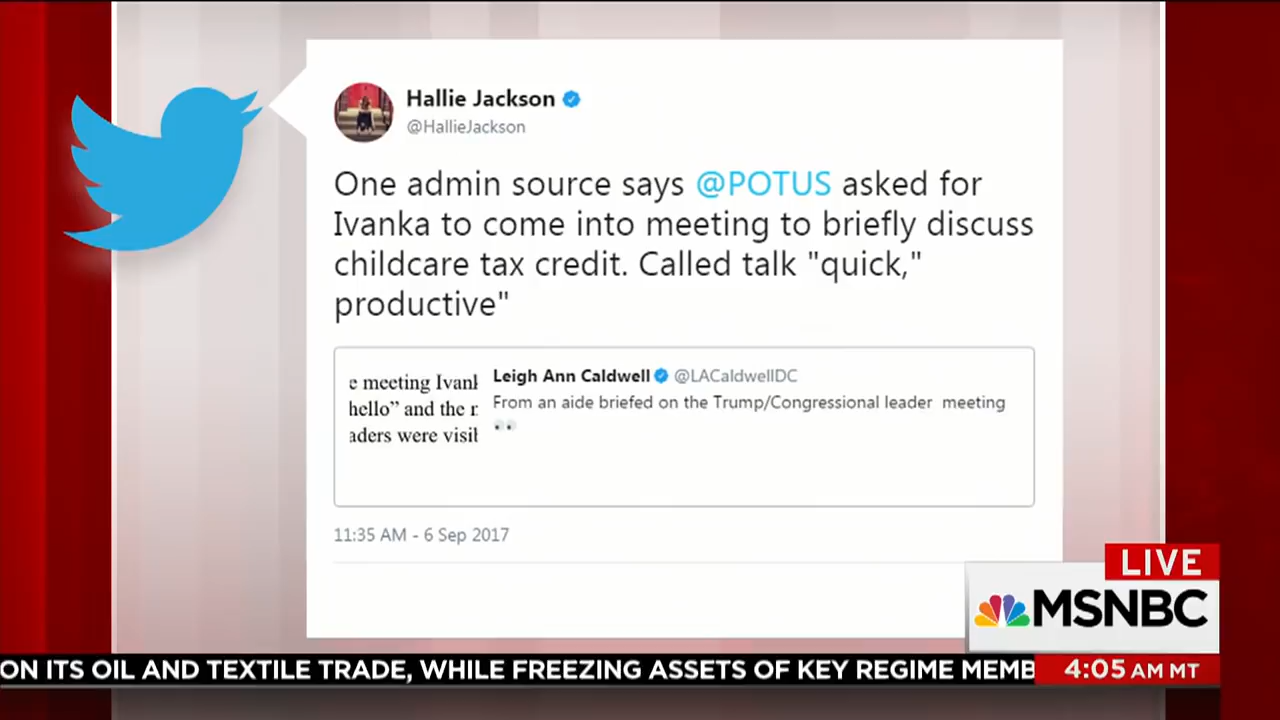 Hallie Jackson
@HallieJackson
One admin source says @POTUS asked for
Ivanka to come into meeting to briefly discuss
childcare tax credit. Called talk "quick,"
productive"
e meeting Ivanl
hello” and the r
aders were visil
Leigh Ann Caldwell @LACaldwellDC
From an aide briefed on the Trump/Congressional leader meeting
11:35 AM - 6 Sep 2017
LIVE
MSNBC
ON ITS OIL AND TEXTILE TRADE, WHILE FREEZING ASSETS OF KEY REGIME MEMB
4:05 AM MT